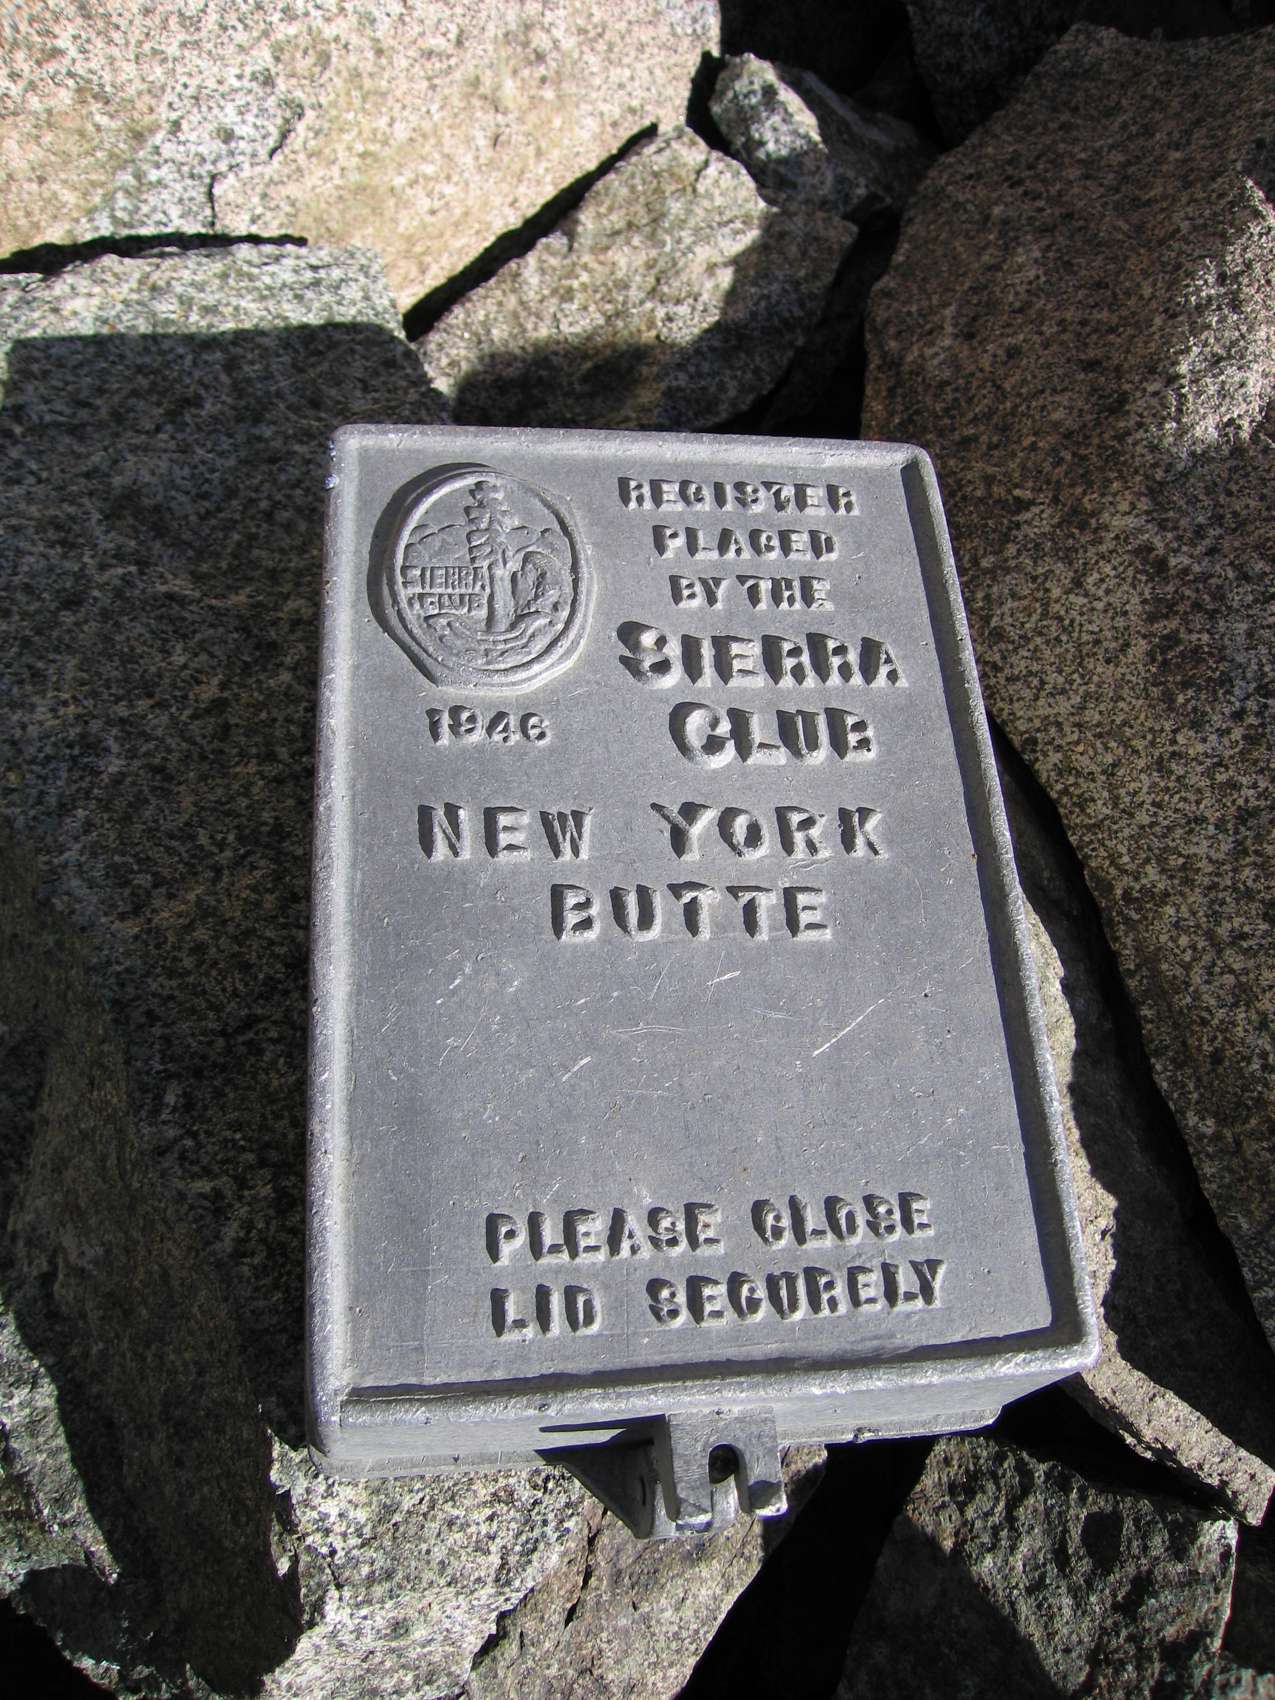 SIERRA
CLUB
1946
REGISTER
PLACED
BY THE
SIERRA
CLUB
NEW YORK
BUTTE
PLEASE CLOSE
LID SECURELY